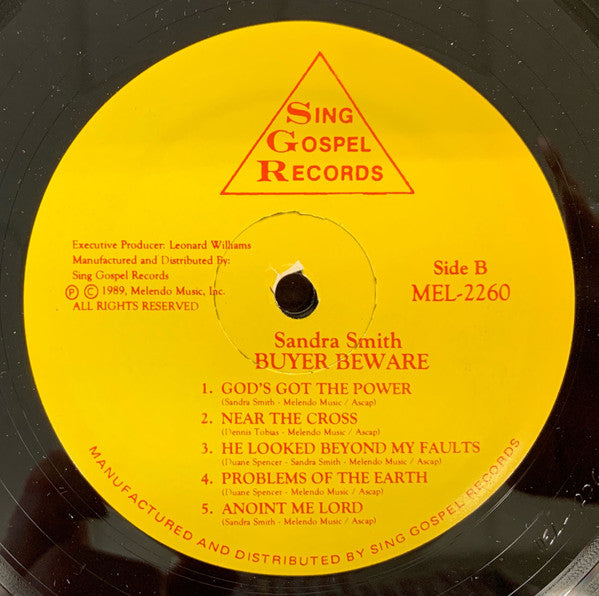 SING
GOSPEL
RECORDS
Executive Producer: Leonard Williams
Manufactured and Distributed By:
Sing Gospel Records
Ⓟ © 1989, Melendo Music, Inc.
ALL RIGHTS RESERVED
Side B
MEL-2260
Sandra Smith
BUYER BEWARE
1. GOD'S GOT THE POWER
(Sandra Smith - Melendo Music / Ascap)
2. NEAR THE CROSS
(Dennis Tobias - Melendo Music / Ascap)
3. HE LOOKED BEYOND MY FAULTS
(Duane Spencer - Sandra Smith - Melendo Music / Ascap)
4. PROBLEMS OF THE EARTH
(Duane Spencer - Melendo Music / Ascap)
5. ANOINT ME LORD
(Sandra Smith - Melendo Music / Ascap)
MANUFACTURED AND DISTRIBUTED BY SING GOSPEL RECORDS